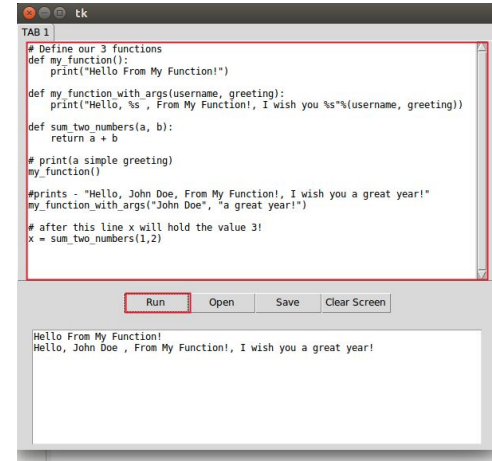 tk
TAB 1
# Define our 3 functions
def my_function():
    print("Hello From My Function!")

def my_function_with_args(username, greeting):
    print("Hello, %s , From My Function!, I wish you %s"%(username, greeting))

def sum_two_numbers(a, b):
    return a + b

# print(a simple greeting)
my_function()

#prints - "Hello, John Doe, From My Function!, I wish you a great year!"
my_function_with_args("John Doe", "a great year!")

# after this line x will hold the value 3!
x = sum_two_numbers(1,2)
Run Open Save Clear Screen
Hello From My Function!
Hello, John Doe , From My Function!, I wish you a great year!